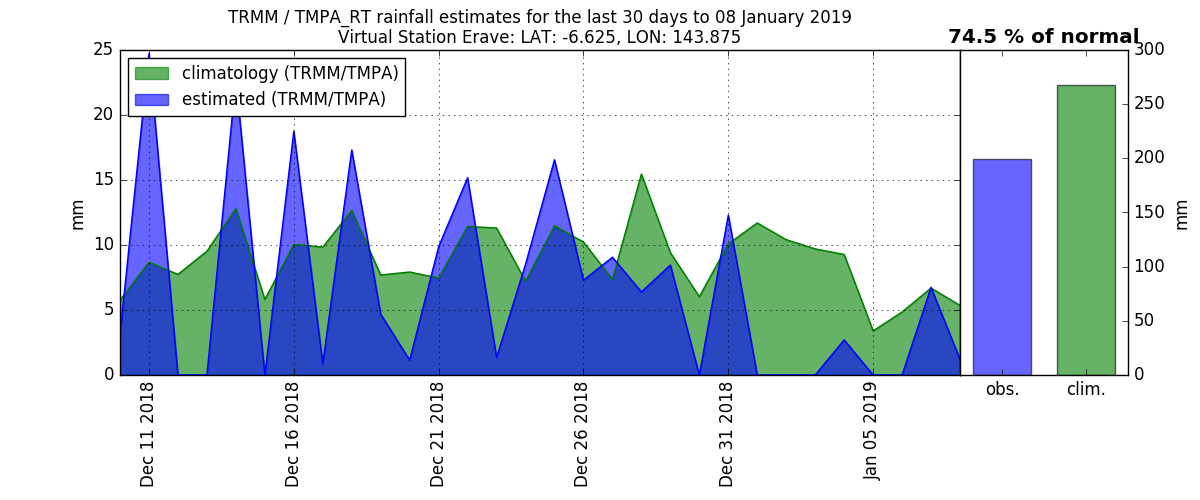 TRMM / TMPA_RT rainfall estimates for the last 30 days to 08 January 2019
Virtual Station Erave: LAT: -6.625, LON: 143.875
74.5 % of normal
climatology (TRMM/TMPA)
estimated (TRMM/TMPA)
25
20
15
10
5
0
mm
Dec 11 2018
Dec 16 2018
Dec 21 2018
Dec 26 2018
Dec 31 2018
Jan 05 2019
300
250
200
150
100
50
0
mm
obs.
clim.